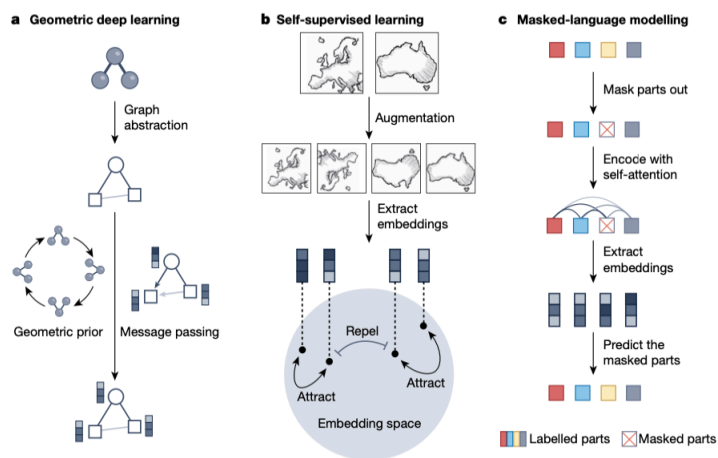 a Geometric deep learning
Graph
abstraction
Geometric prior
Message passing
b Self-supervised learning
Augmentation
Extract
embeddings
Repel
Attract
Attract
Embedding space
c Masked-language modelling
Mask parts out
Encode with
self-attention
Extract
embeddings
Predict the
masked parts
Labelled parts
Masked parts